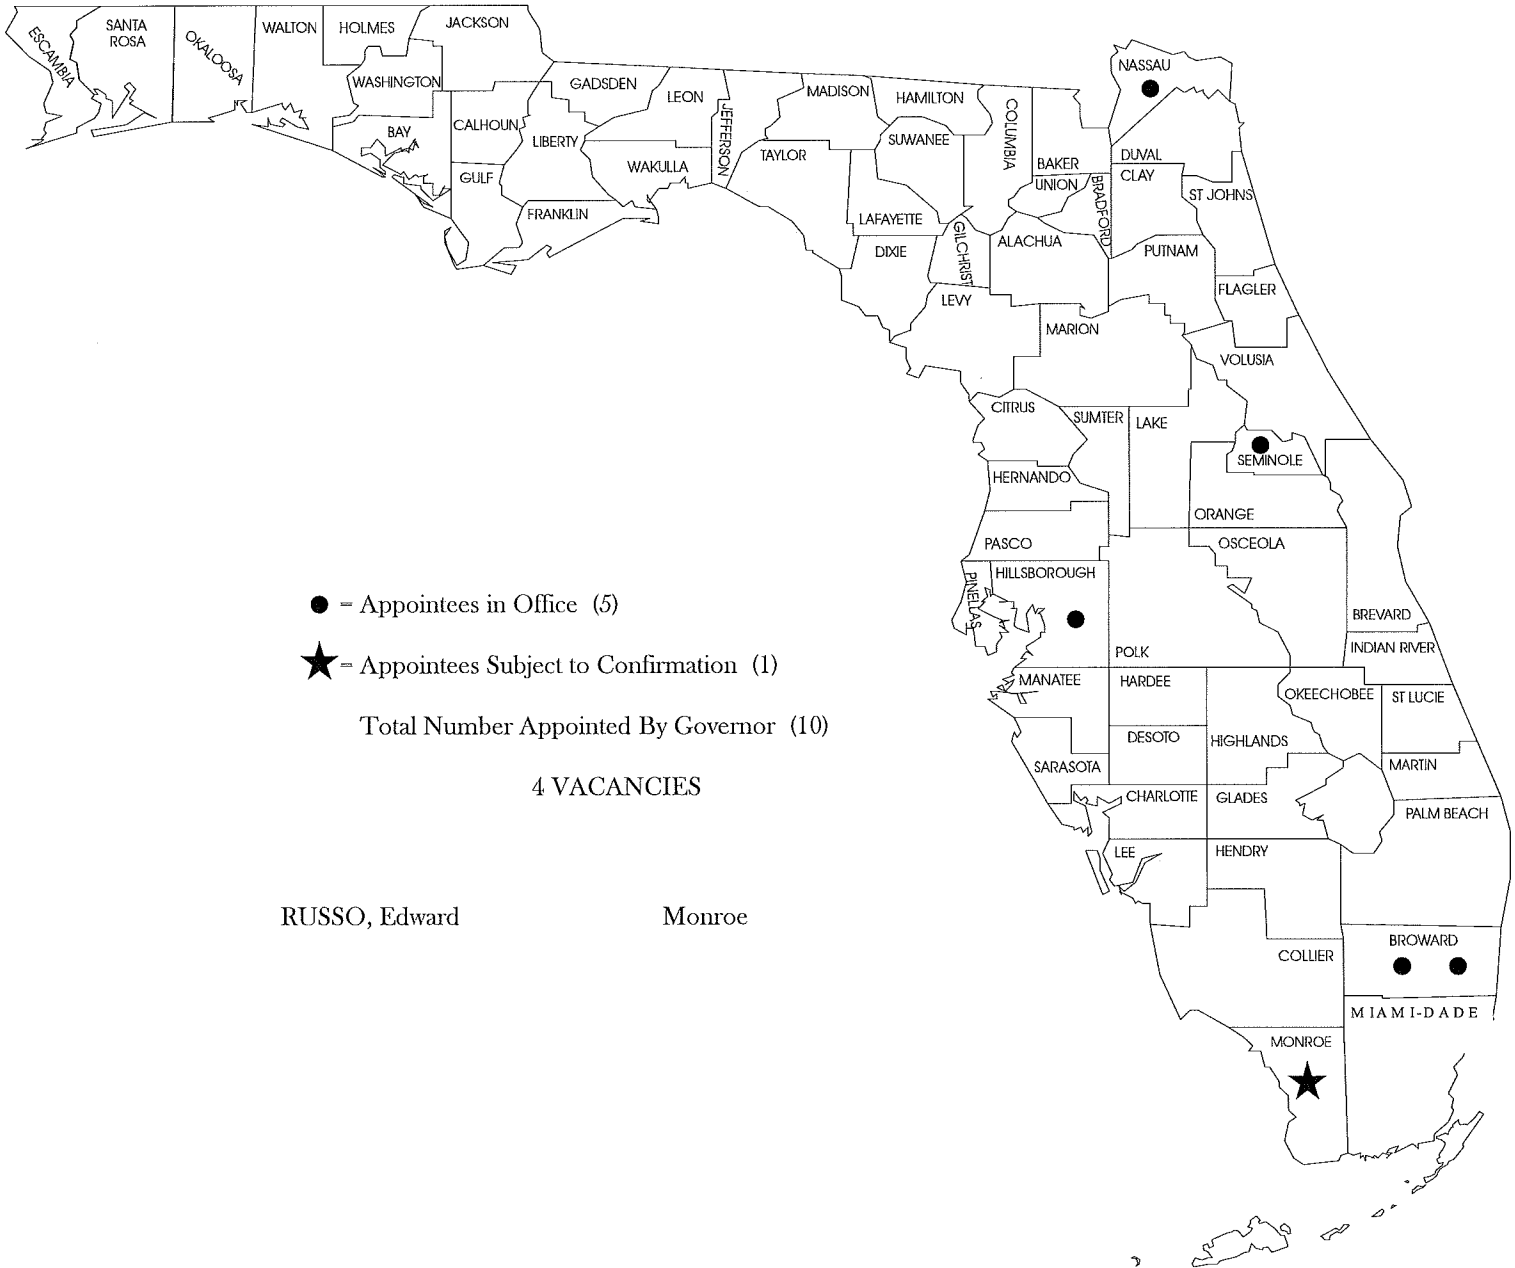 ESCAMBIA
SANTA
ROSA
OKALOOSA
WALTON
HOLMES
JACKSON
WASHINGTON
BAY
CALHOUN
GULF
GADSDEN
LIBERTY
FRANKLIN
LEON
WAKULLA
JEFFERSON
MADISON
TAYLOR
HAMILTON
SUWANEE
LAFAYETTE
DIXIE
COLUMBIA
GILCHRIST
BAKER
UNION
BRADFORD
ALACHUA
LEVY
NASSAU
DUVAL
CLAY
ST JOHNS
PUTNAM
FLAGLER
MARION
VOLUSIA
CITRUS
SUMTER
LAKE
SEMINOLE
HERNANDO
ORANGE
PASCO
OSCEOLA
HILLSBOROUGH
PINELLAS
POLK
BREVARD
INDIAN RIVER
MANATEE
HARDEE
OKEECHOBEE
ST LUCIE
DESOTO
HIGHLANDS
SARASOTA
MARTIN
CHARLOTTE
GLADES
PALM BEACH
LEE
HENDRY
BROWARD
COLLIER
MIAMI-DADE
MONROE
= Appointees in Office (5)
= Appointees Subject to Confirmation (1)
Total Number Appointed By Governor (10)
4 VACANCIES
RUSSO, Edward Monroe